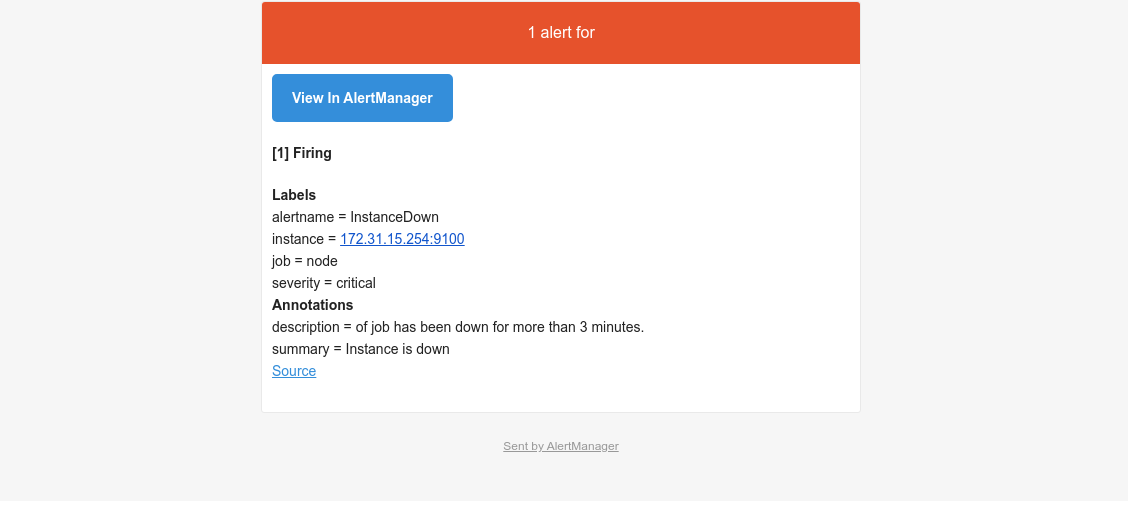 1 alert for
View In AlertManager
[1] Firing
Labels
alertname = InstanceDown
instance = 172.31.15.254:9100
job = node
severity = critical
Annotations
description = of job has been down for more than 3 minutes.
summary = Instance is down
Source
Sent by AlertManager